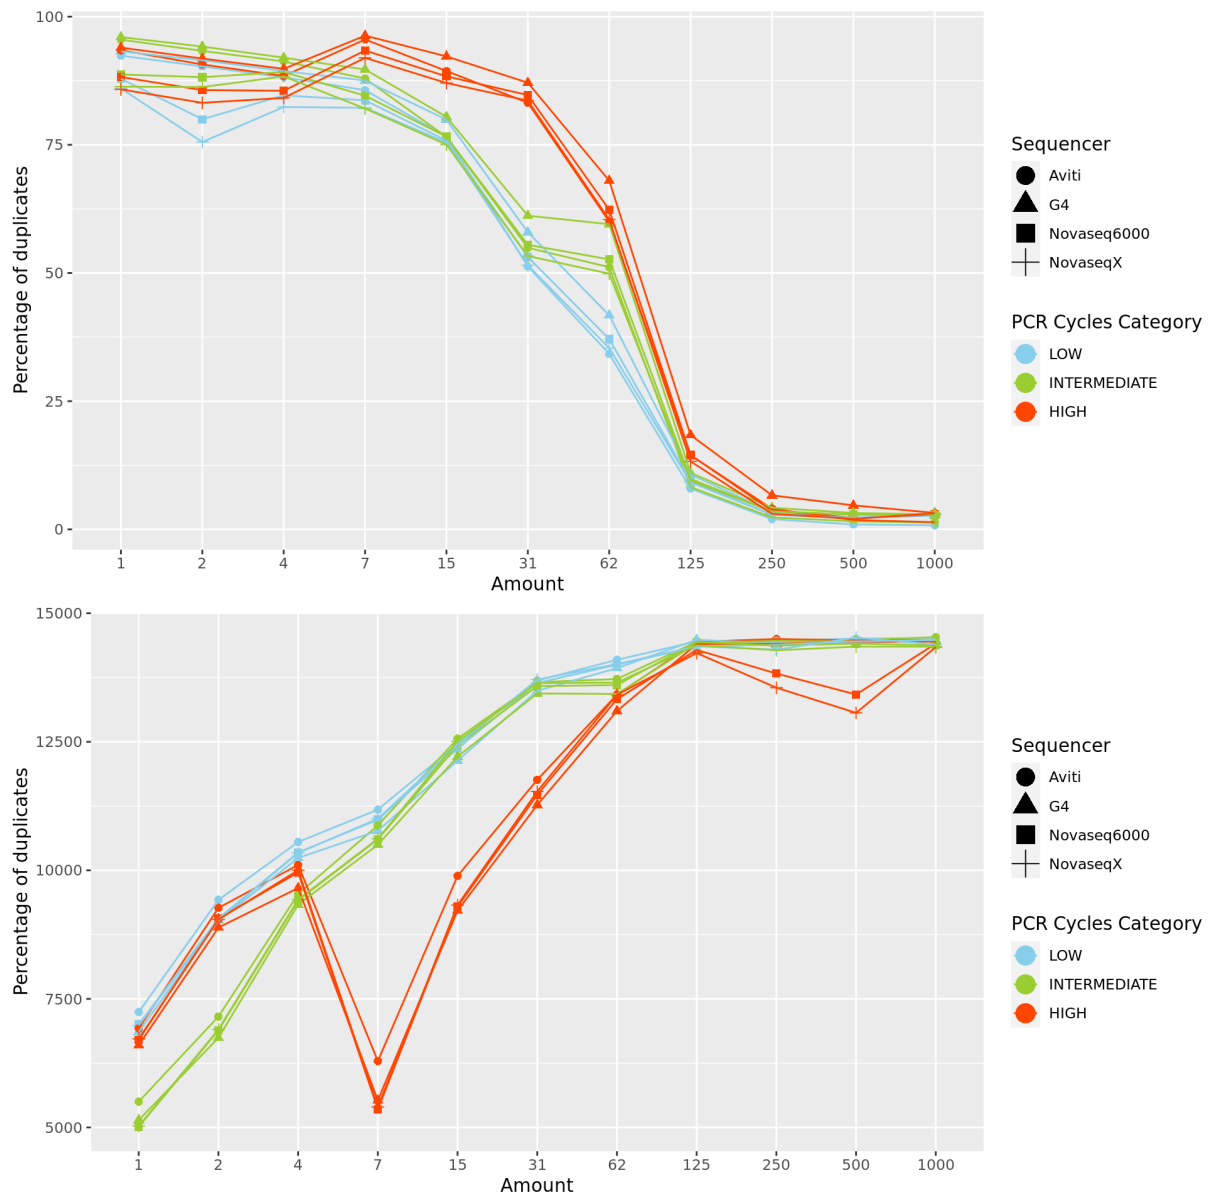 100
75
50
25
0
Percentage of duplicates
1 2 4 7 15 31 62 125 250 500 1000
Amount
Sequencer
Aviti
G4
Novaseq6000
NovaseqX
PCR Cycles Category
LOW
INTERMEDIATE
HIGH
15000
12500
10000
7500
5000
Percentage of duplicates
1 2 4 7 15 31 62 125 250 500 1000
Amount
Sequencer
Aviti
G4
Novaseq6000
NovaseqX
PCR Cycles Category
LOW
INTERMEDIATE
HIGH